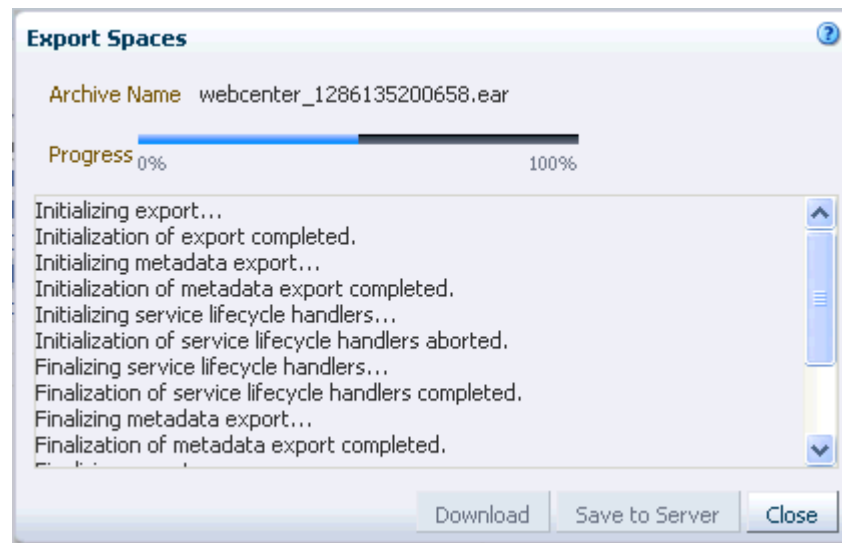 Export Spaces
Archive Name webcenter_1286135200658.ear
Progress
0% 100%
Initializing export...
Initialization of export completed.
Initializing metadata export...
Initialization of metadata export completed.
Initializing service lifecycle handlers...
Initialization of service lifecycle handlers aborted.
Finalizing service lifecycle handlers...
Finalization of service lifecycle handlers completed.
Finalizing metadata export...
Finalization of metadata export completed.
Download Save to Server Close